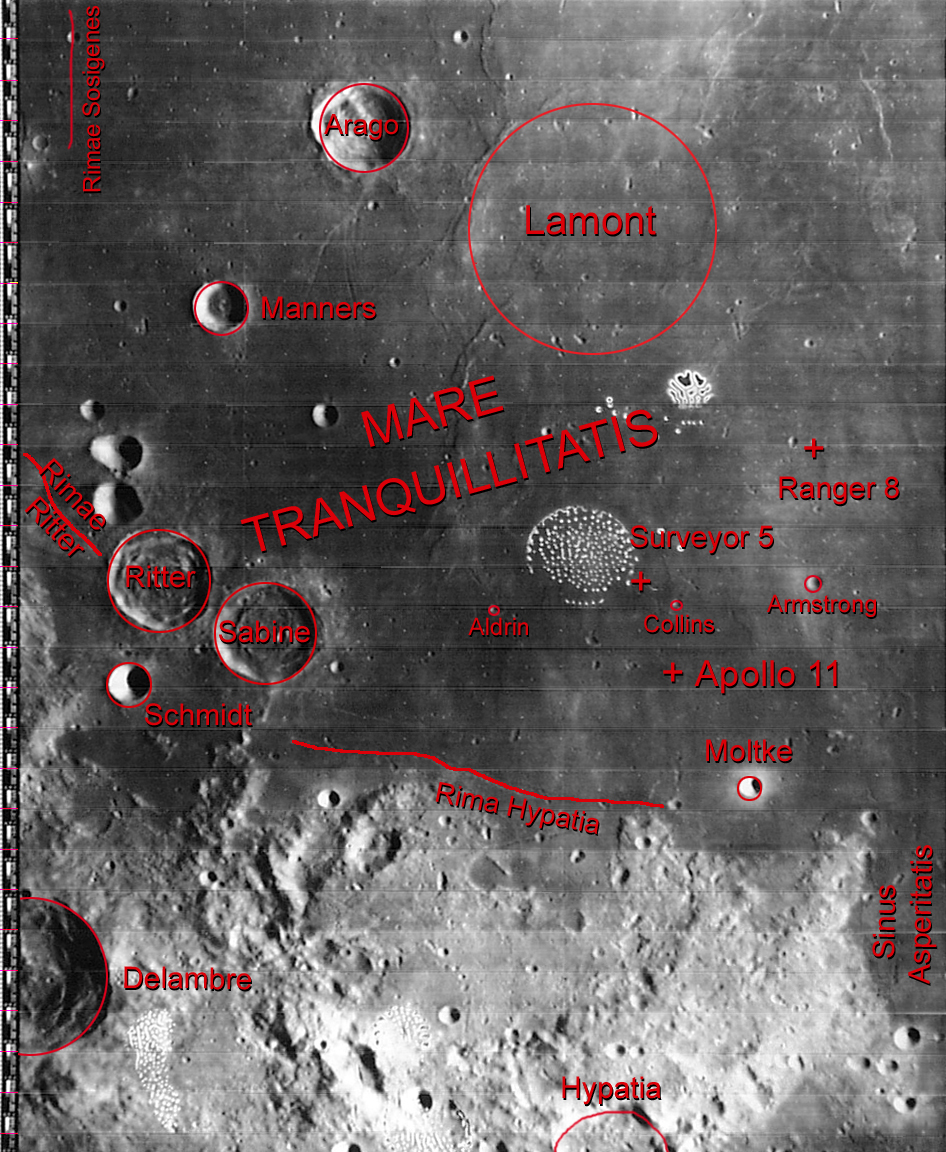 Rimae Sosigenes
Arago
Lamont
Manners
MARE
TRANQUILLITATIS
Rimae
Ritter
Ranger 8
Surveyor 5
Ritter
Sabine
Armstrong
Aldrin
Collins
Apollo 11
Schmidt
Moltke
Rima Hypatia
Sinus
Asperitatis
Delambre
Hypatia